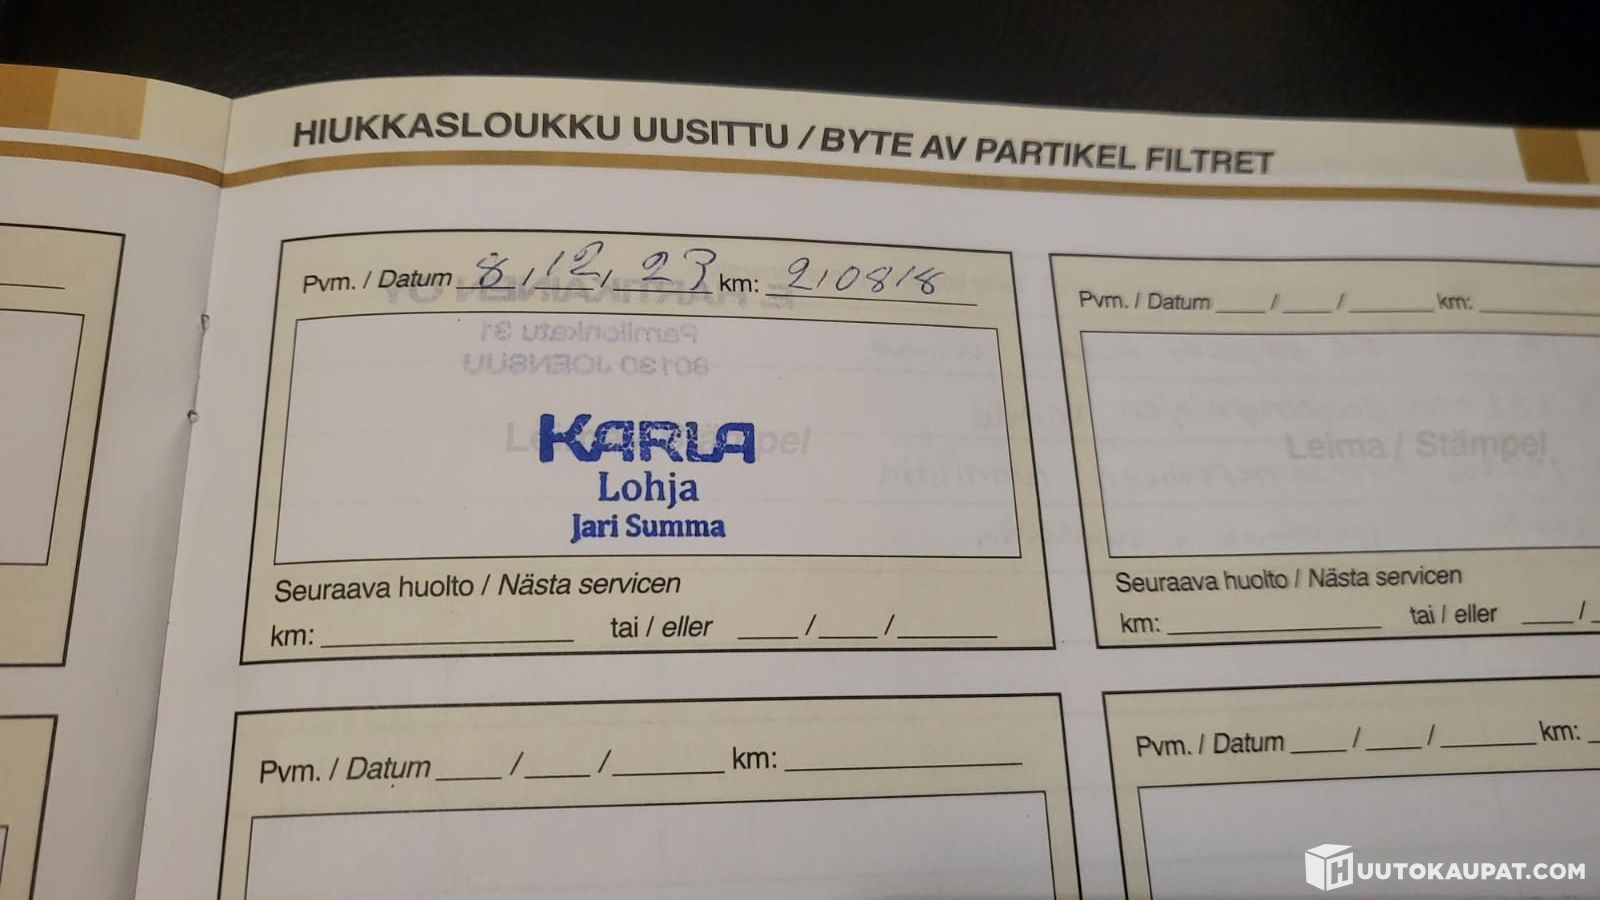 HIUKKASLOUKKU UUSITTU / BYTE AV PARTIKEL FILTRET
Pvm. / Datum 8, 12, 23 km: 210818
KARLA
Lohja
Jari Summa
Leima / Stämpel
Seuraava huolto / Nästa servicen
km: tai / eller / /
Pvm. / Datum / / km:
Leima / Stämpel
Seuraava huolto / Nästa servicen
km: tai / eller /
Pvm. / Datum / / km:
Pvm. / Datum / / km:
HUUTOKAUPAT.COM